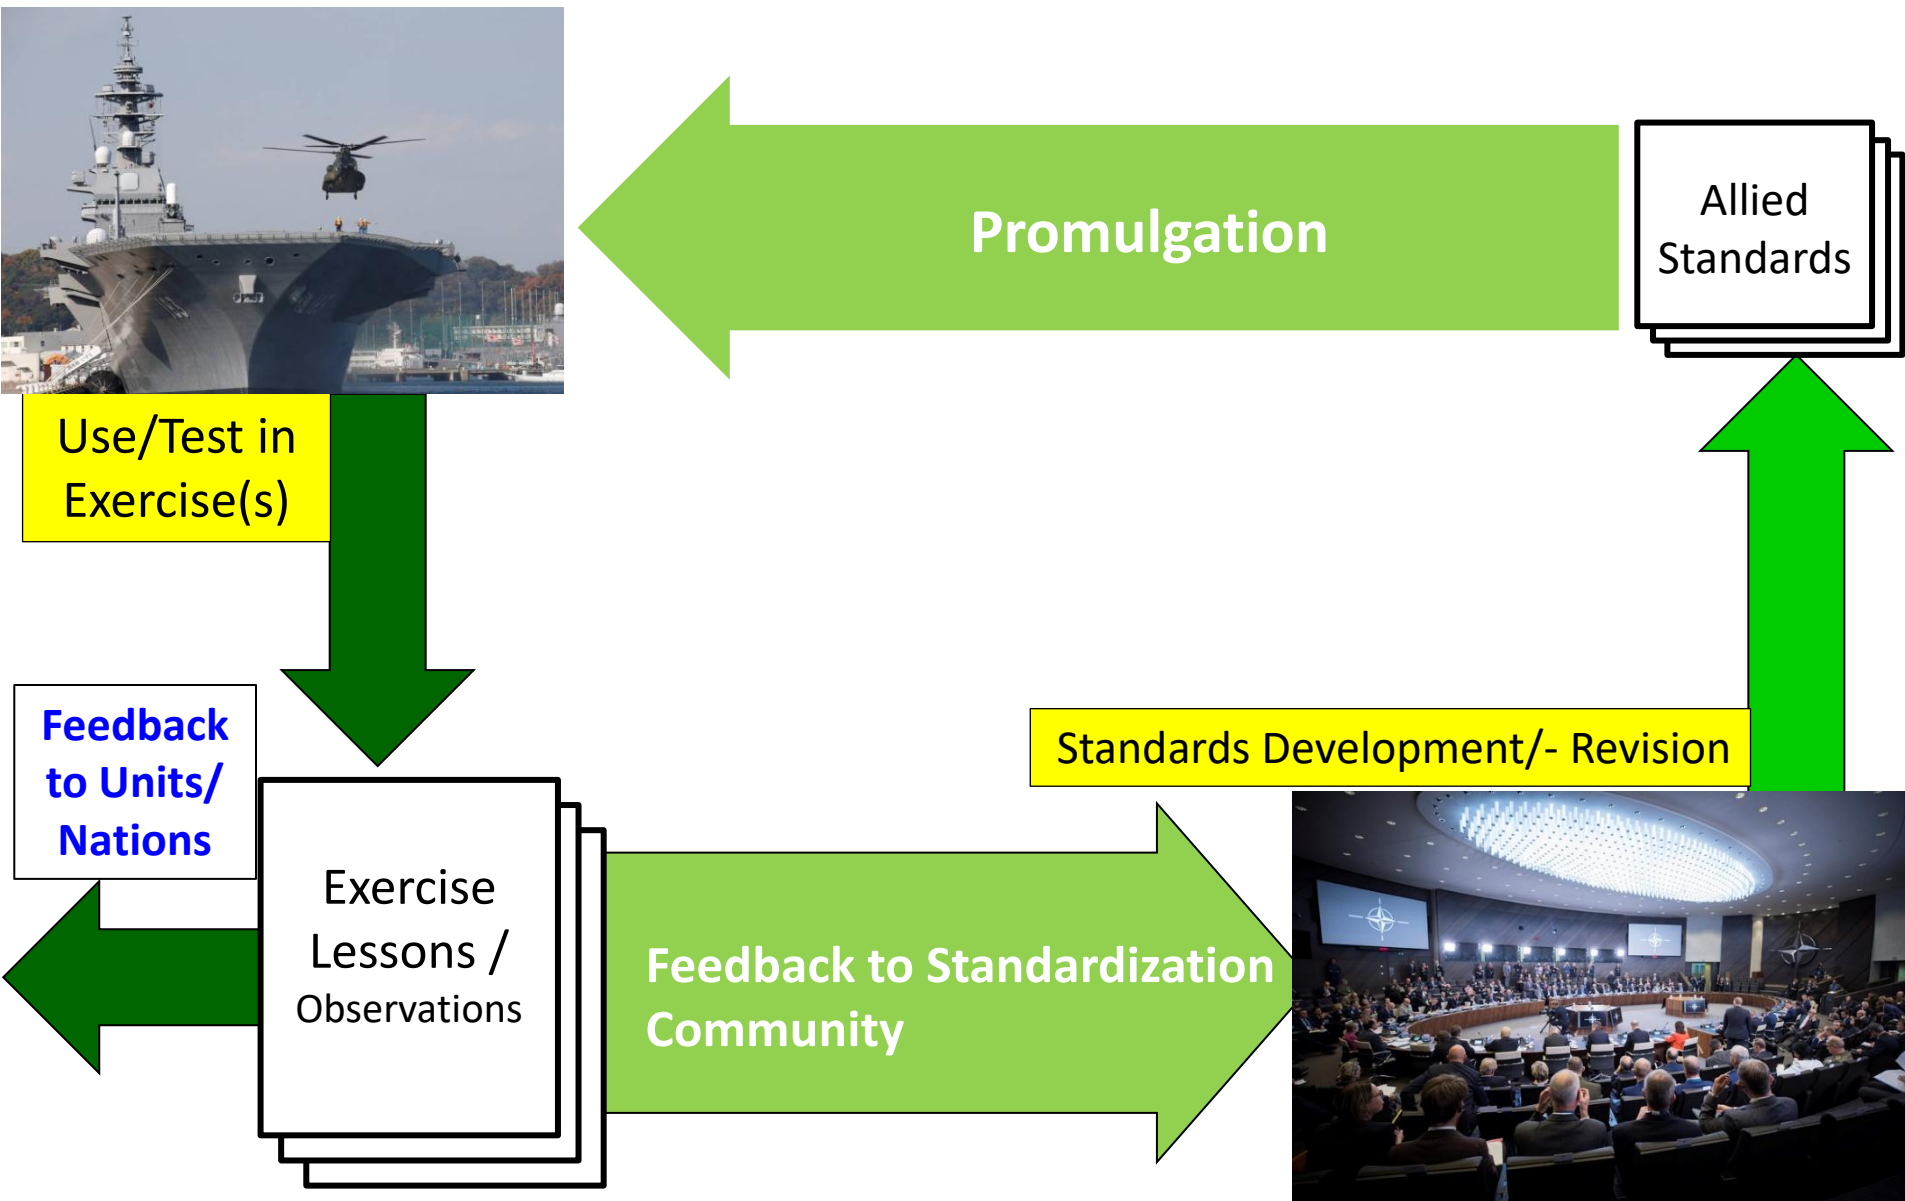 Promulgation
Allied
Standards
Use/Test in
Exercise(s)
Feedback
to Units/
Nations
Standards Development/- Revision
Exercise
Lessons /
Observations
Feedback to Standardization
Community